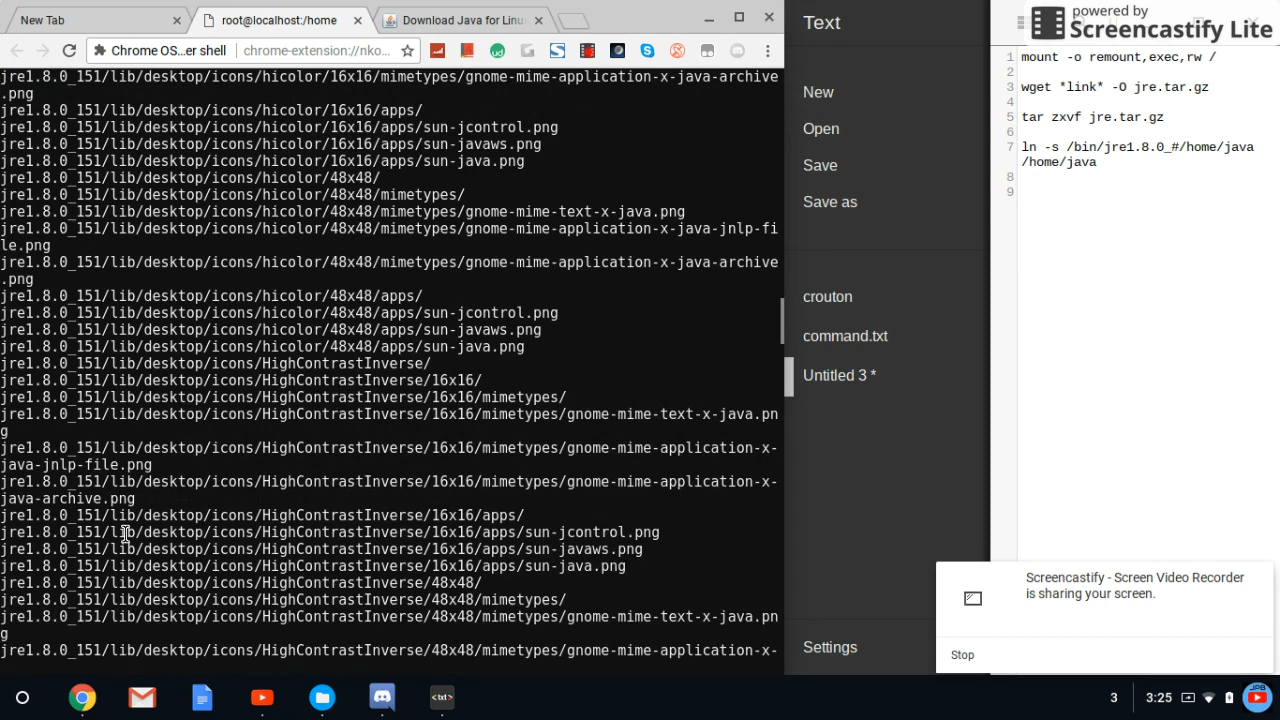 New Tab
root@localhost:/home
Download Java for Linu
Chrome OS...er shell
chrome-extension://nko...
jre1.8.0_151/lib/desktop/icons/hicolor/16x16/mimetypes/gnome-mime-application-x-java-archive
.png
jre1.8.0_151/lib/desktop/icons/hicolor/16x16/apps/
jre1.8.0_151/lib/desktop/icons/hicolor/16x16/apps/sun-jcontrol.png
jre1.8.0_151/lib/desktop/icons/hicolor/16x16/apps/sun-javaws.png
jre1.8.0_151/lib/desktop/icons/hicolor/16x16/apps/sun-java.png
jre1.8.0_151/lib/desktop/icons/hicolor/48x48/
jre1.8.0_151/lib/desktop/icons/hicolor/48x48/mimetypes/
jre1.8.0_151/lib/desktop/icons/hicolor/48x48/mimetypes/gnome-mime-text-x-java.png
jre1.8.0_151/lib/desktop/icons/hicolor/48x48/mimetypes/gnome-mime-application-x-java-jnlp-fi
le.png
jre1.8.0_151/lib/desktop/icons/hicolor/48x48/mimetypes/gnome-mime-application-x-java-archive
.png
jre1.8.0_151/lib/desktop/icons/hicolor/48x48/apps/
jre1.8.0_151/lib/desktop/icons/hicolor/48x48/apps/sun-jcontrol.png
jre1.8.0_151/lib/desktop/icons/hicolor/48x48/apps/sun-javaws.png
jre1.8.0_151/lib/desktop/icons/hicolor/48x48/apps/sun-java.png
jre1.8.0_151/lib/desktop/icons/HighContrastInverse/
jre1.8.0_151/lib/desktop/icons/HighContrastInverse/16x16/
jre1.8.0_151/lib/desktop/icons/HighContrastInverse/16x16/mimetypes/
jre1.8.0_151/lib/desktop/icons/HighContrastInverse/16x16/mimetypes/gnome-mime-text-x-java.pn
g
jre1.8.0_151/lib/desktop/icons/HighContrastInverse/16x16/mimetypes/gnome-mime-application-x-
java-jnlp-file.png
jre1.8.0_151/lib/desktop/icons/HighContrastInverse/16x16/mimetypes/gnome-mime-application-x-
java-archive.png
jre1.8.0_151/lib/desktop/icons/HighContrastInverse/16x16/apps/
jre1.8.0_151/lib/desktop/icons/HighContrastInverse/16x16/apps/sun-jcontrol.png
jre1.8.0_151/lib/desktop/icons/HighContrastInverse/16x16/apps/sun-javaws.png
jre1.8.0_151/lib/desktop/icons/HighContrastInverse/16x16/apps/sun-java.png
jre1.8.0_151/lib/desktop/icons/HighContrastInverse/48x48/
jre1.8.0_151/lib/desktop/icons/HighContrastInverse/48x48/mimetypes/
jre1.8.0_151/lib/desktop/icons/HighContrastInverse/48x48/mimetypes/gnome-mime-text-x-java.pn
g
jre1.8.0_151/lib/desktop/icons/HighContrastInverse/48x48/mimetypes/gnome-mime-application-x-
Text
New
Open
Save
Save as
crouton
command.txt
Untitled 3 *
Settings
powered by
Screencastify Lite
1 mount -o remount,exec,rw /
2
3 wget *link* -O jre.tar.gz
4
5 tar zxvf jre.tar.gz
6
7 ln -s /bin/jre1.8.0_#/home/java
/home/java
8
9
Screencastify - Screen Video Recorder
is sharing your screen.
Stop
<txt>
3
3:25
JPB